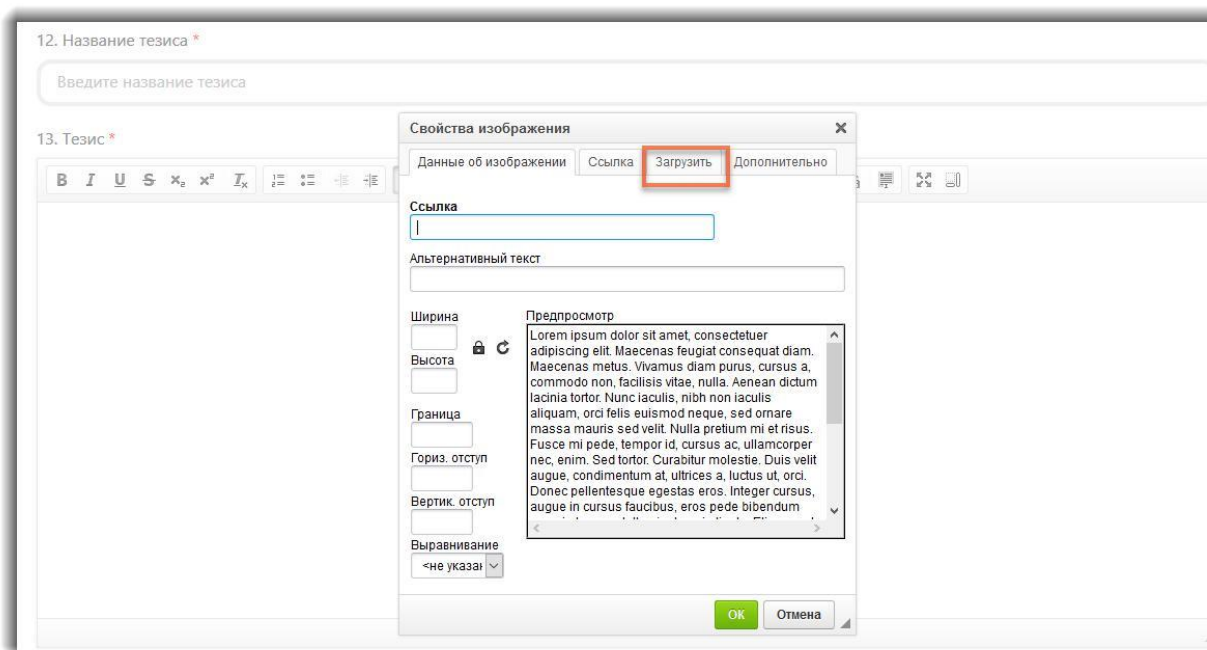 12. Название тезиса *
Введите название тезиса
13. Тезис *
Свойства изображения
Данные об изображении Ссылка Загрузить Дополнительно
B I U S x₂ x² Iₓ
Ссылка
Альтернативный текст
Ширина
Предпросмотр
Высота
Граница
Гориз. отступ
Вертик. отступ
Выравнивание
<не указан
Lorem ipsum dolor sit amet, consectetuer
adipiscing elit. Maecenas feugiat consequat diam.
Maecenas metus. Vivamus diam purus, cursus a,
commodo non, facilisis vitae, nulla. Aenean dictum
lacinia tortor. Nunc iaculis, nibh non iaculis
aliquam, orci felis euismod neque, sed ornare
massa mauris sed velit. Nulla pretium mi et risus.
Fusce mi pede, tempor id, cursus ac, ullamcorper
nec, enim. Sed tortor. Curabitur molestie. Duis velit
augue, condimentum at, ultrices a, luctus ut, orci.
Donec pellentesque egestas eros. Integer cursus,
augue in cursus faucibus, eros pede bibendum
OK Отмена